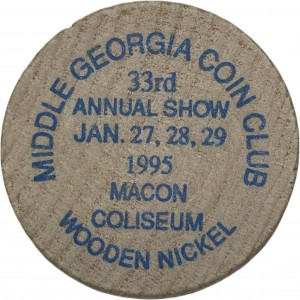 MIDDLE GEORGIA COIN CLUB
33rd
ANNUAL SHOW
JAN. 27, 28, 29
1995
MACON
COLISEUM
WOODEN NICKEL